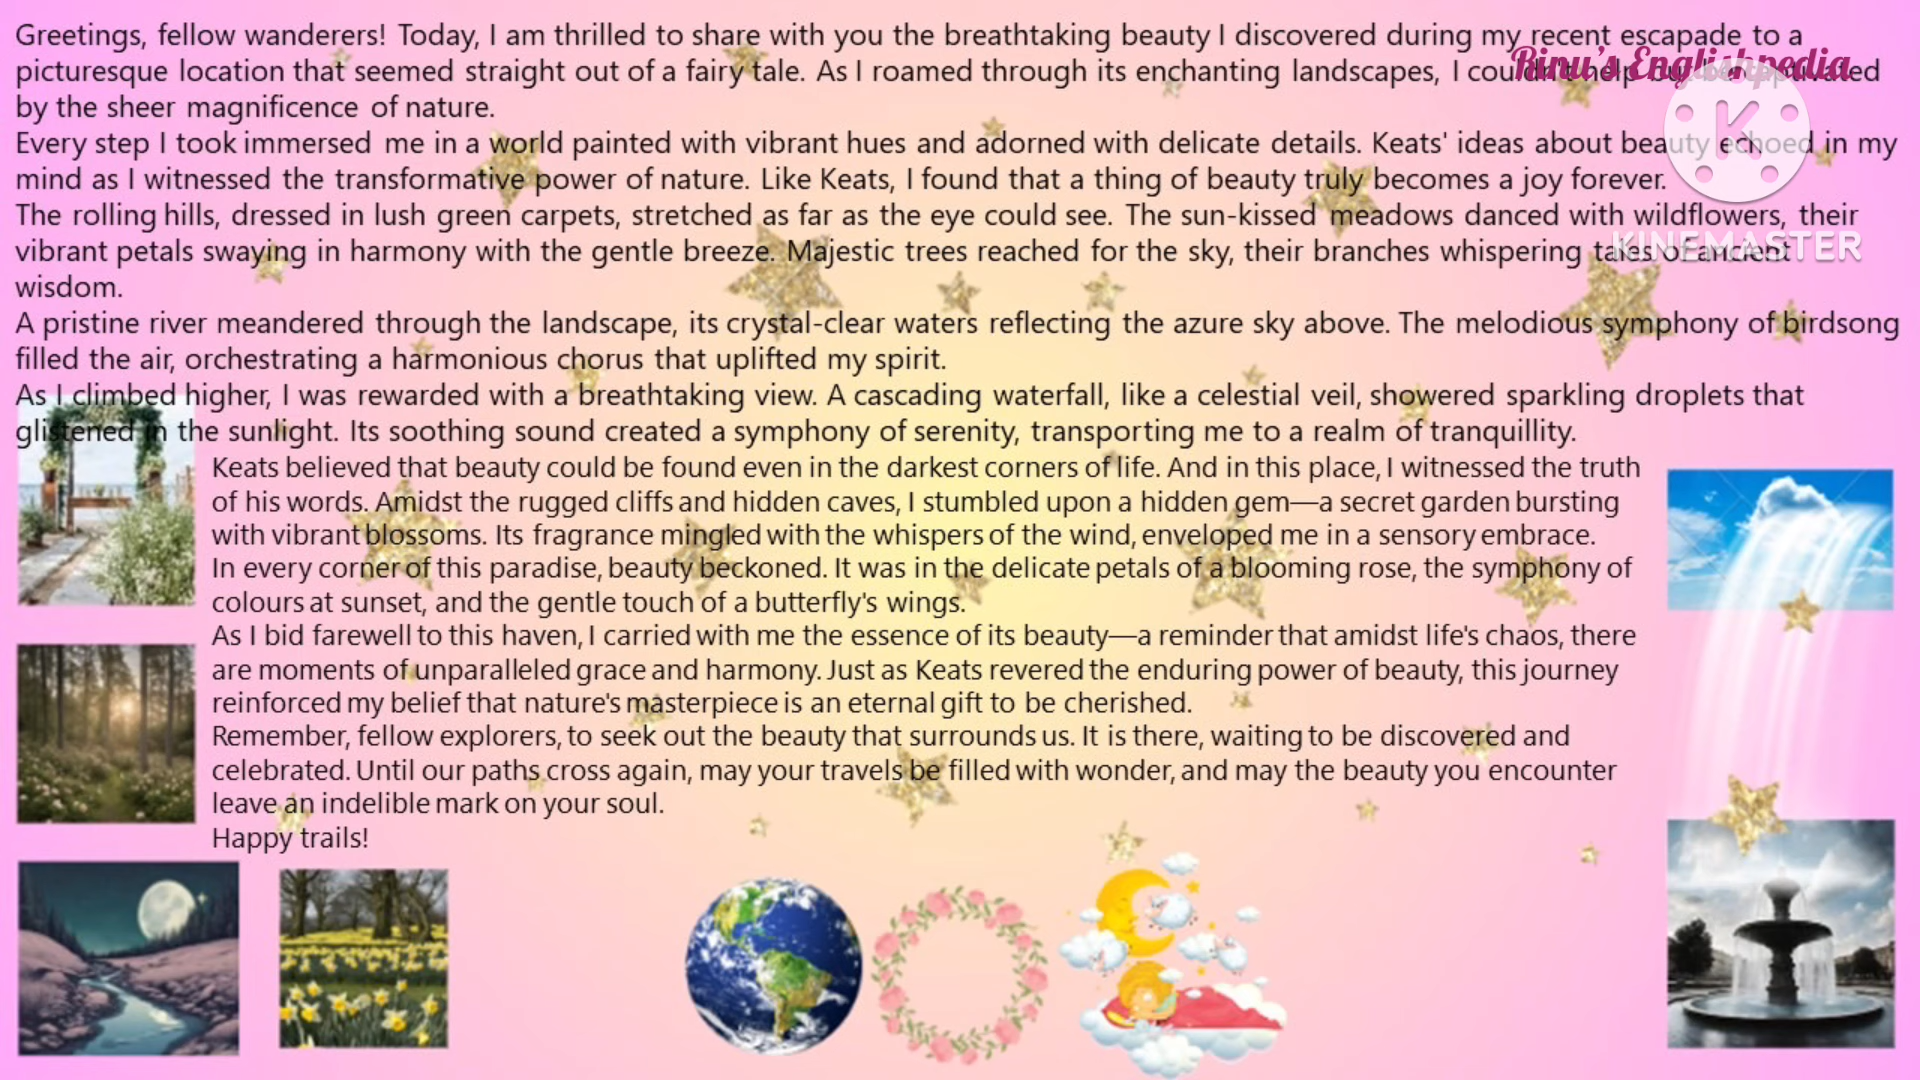 Greetings, fellow wanderers! Today, I am thrilled to share with you the breathtaking beauty I discovered during my recent escapade to a
picturesque location that seemed straight out of a fairy tale. As I roamed through its enchanting landscapes, I couldn't help but be captivated
by the sheer magnificence of nature.
Every step I took immersed me in a world painted with vibrant hues and adorned with delicate details. Keats' ideas about beauty echoed in my
mind as I witnessed the transformative power of nature. Like Keats, I found that a thing of beauty truly becomes a joy forever.
The rolling hills, dressed in lush green carpets, stretched as far as the eye could see. The sun-kissed meadows danced with wildflowers, their
vibrant petals swaying in harmony with the gentle breeze. Majestic trees reached for the sky, their branches whispering tales of ancient
wisdom.
A pristine river meandered through the landscape, its crystal-clear waters reflecting the azure sky above. The melodious symphony of birdsong
filled the air, orchestrating a harmonious chorus that uplifted my spirit.
As I climbed higher, I was rewarded with a breathtaking view. A cascading waterfall, like a celestial veil, showered sparkling droplets that
glistened in the sunlight. Its soothing sound created a symphony of serenity, transporting me to a realm of tranquillity.
Keats believed that beauty could be found even in the darkest corners of life. And in this place, I witnessed the truth
of his words. Amidst the rugged cliffs and hidden caves, I stumbled upon a hidden gem—a secret garden bursting
with vibrant blossoms. Its fragrance mingled with the whispers of the wind, enveloped me in a sensory embrace.
In every corner of this paradise, beauty beckoned. It was in the delicate petals of a blooming rose, the symphony of
colours at sunset, and the gentle touch of a butterfly's wings.
As I bid farewell to this haven, I carried with me the essence of its beauty—a reminder that amidst life's chaos, there
are moments of unparalleled grace and harmony. Just as Keats revered the enduring power of beauty, this journey
reinforced my belief that nature's masterpiece is an eternal gift to be cherished.
Remember, fellow explorers, to seek out the beauty that surrounds us. It is there, waiting to be discovered and
celebrated. Until our paths cross again, may your travels be filled with wonder, and may the beauty you encounter
leave an indelible mark on your soul.
Happy trails!
Rinu's Englishpedia
K
KINEMASTER